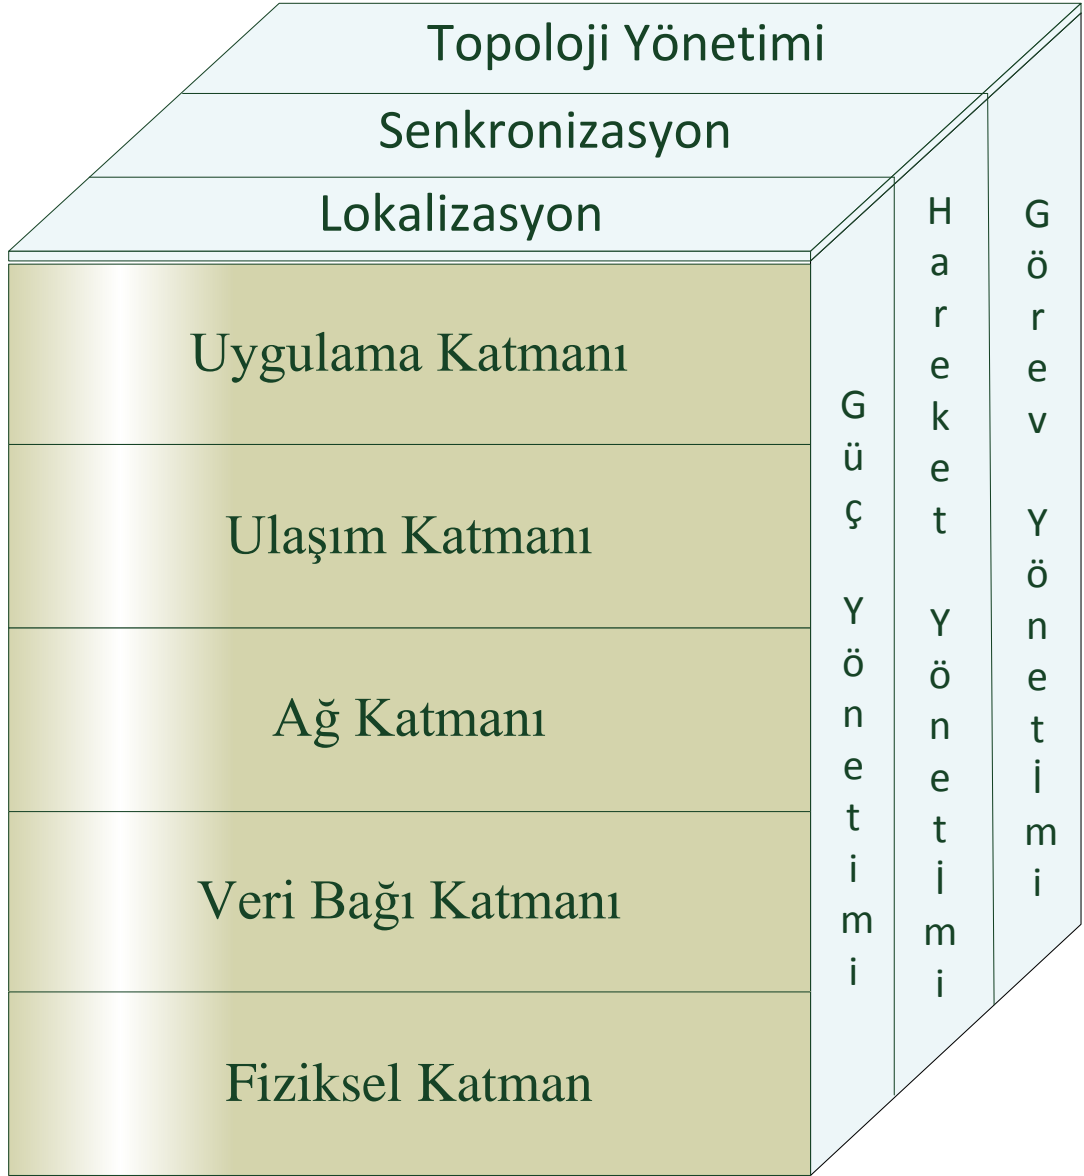 Topoloji Yönetimi
Senkronizasyon
Lokalizasyon
Uygulama Katmanı
Ulaşım Katmanı
Ağ Katmanı
Veri Bağı Katmanı
Fiziksel Katman
Güç Yönetimi
Hareket Yönetİmi
Görev Yönetİmi